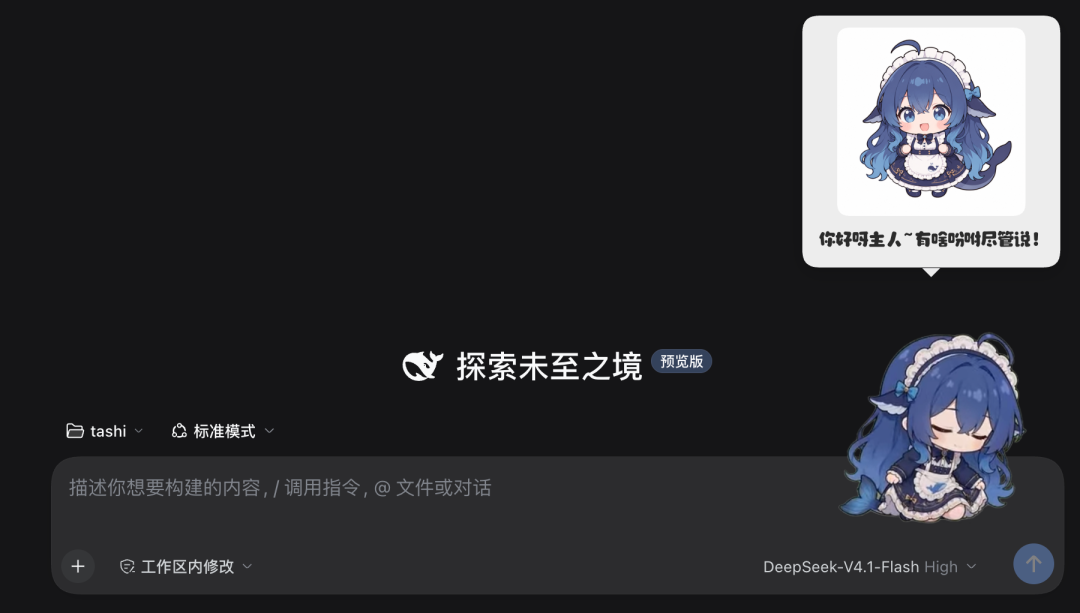 你好呀主人~有啥吩咐尽管说!
探索未至之境 预览版
tashi 标准模式
描述你想要构建的内容, / 调用指令, @ 文件或对话
+ 工作区内修改 DeepSeek-V4.1-Flash High